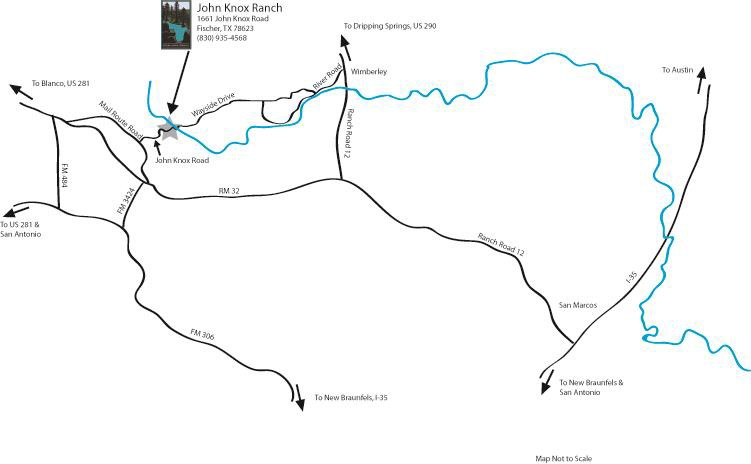 John Knox Ranch
1661 John Knox Road
Fischer, TX 78623
(830) 935-4568
To Dripping Springs, US 290
To Blanco, US 281
Wimberley
To Austin
River Road
Wayside Drive
Mail Route Road
John Knox Road
Ranch Road 12
FM 484
FM 3424
RM 32
To US 281 &
San Antonio
Ranch Road 12
I-35
San Marcos
FM 306
To New Braunfels, I-35
To New Braunfels &
San Antonio
Map Not to Scale